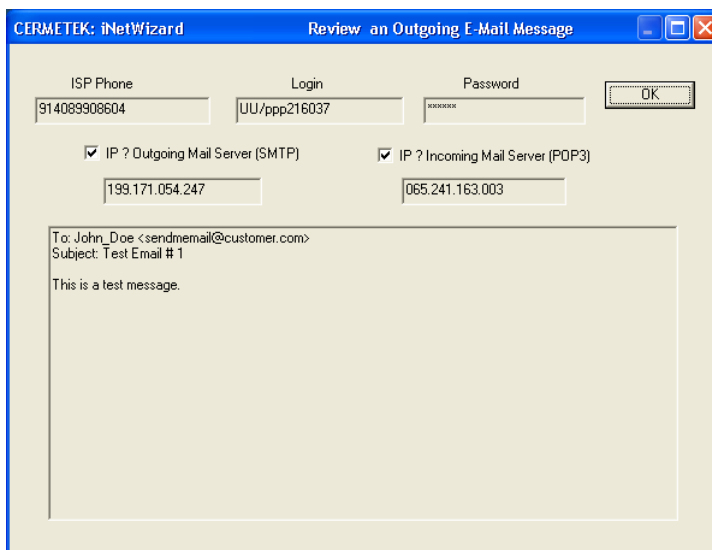 CERMETEK: iNetWizard Review an Outgoing E-Mail Message
ISP Phone Login Password
914089908604 UU/ppp216037 ****** OK
IP ? Outgoing Mail Server (SMTP) IP ? Incoming Mail Server (POP3)
199.171.054.247 065.241.163.003
To: John_Doe <sendmemail@customer.com>
Subject: Test Email # 1
This is a test message.